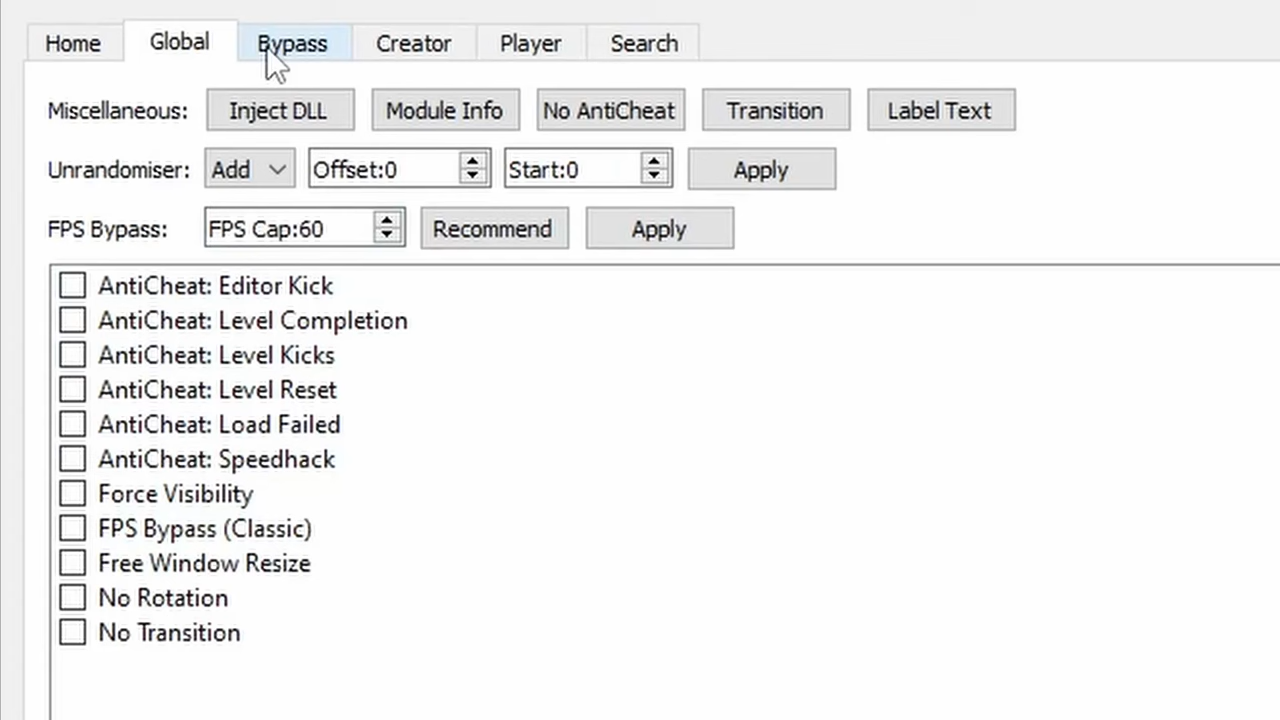 Home Global Bypass Creator Player Search
Miscellaneous: Inject DLL Module Info No AntiCheat Transition Label Text
Unrandomiser: Add Offset:0 Start:0 Apply
FPS Bypass: FPS Cap:60 Recommend Apply
AntiCheat: Editor Kick
AntiCheat: Level Completion
AntiCheat: Level Kicks
AntiCheat: Level Reset
AntiCheat: Load Failed
AntiCheat: Speedhack
Force Visibility
FPS Bypass (Classic)
Free Window Resize
No Rotation
No Transition